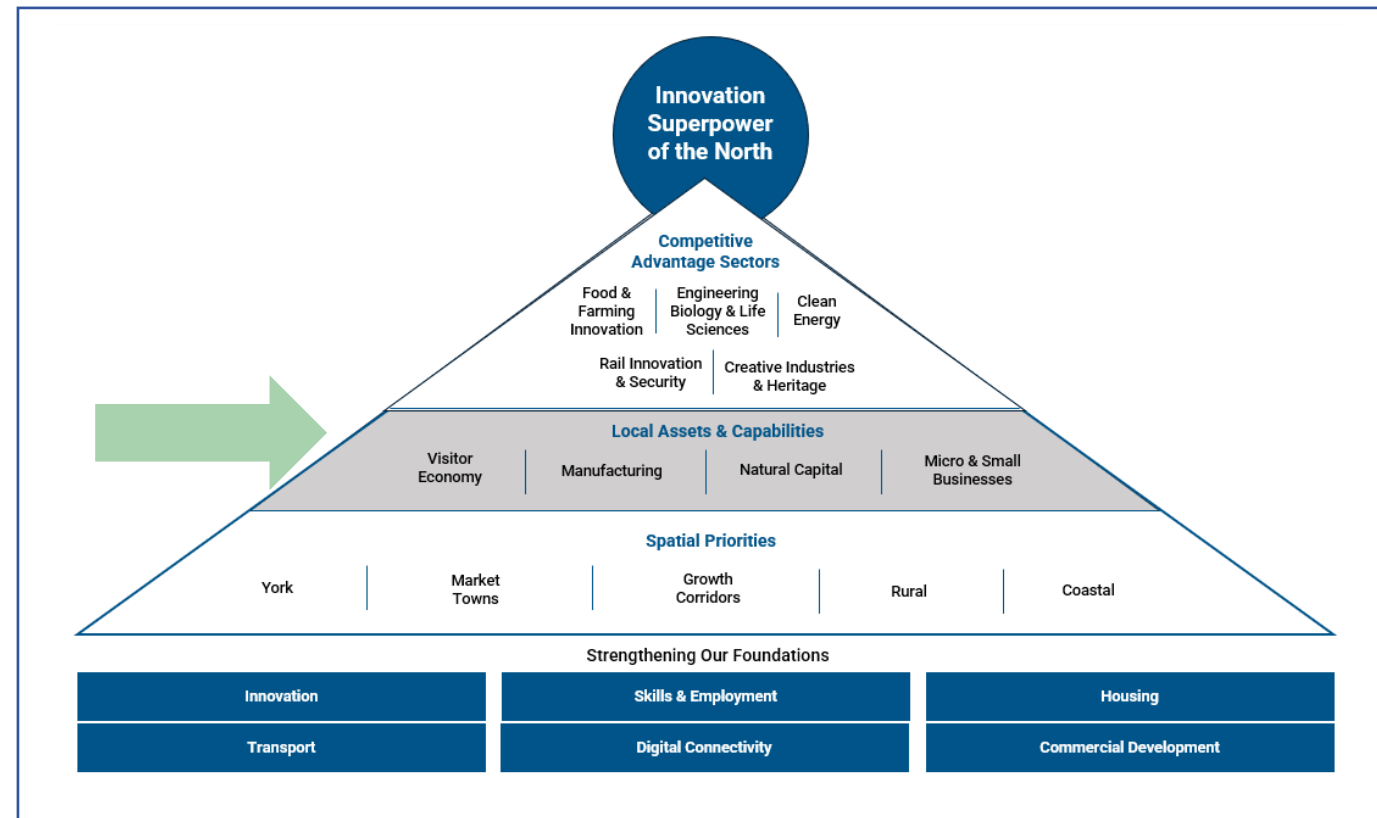 Innovation
Superpower
of the North
Competitive
Advantage Sectors
Food &
Farming
Innovation
Engineering
Biology & Life
Sciences
Clean
Energy
Rail Innovation
& Security
Creative Industries
& Heritage
Local Assets & Capabilities
Visitor
Economy
Manufacturing
Natural Capital
Micro & Small
Businesses
Spatial Priorities
York
Market
Towns
Growth
Corridors
Rural
Coastal
Strengthening Our Foundations
Innovation
Skills & Employment
Housing
Transport
Digital Connectivity
Commercial Development